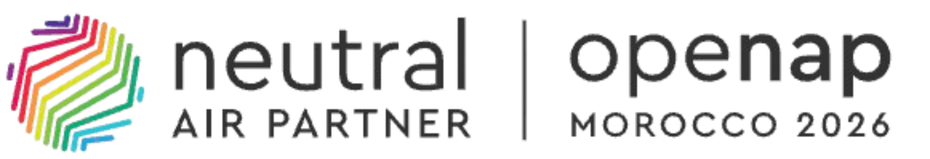 neutral
AIR PARTNER
openap
MOROCCO 2026